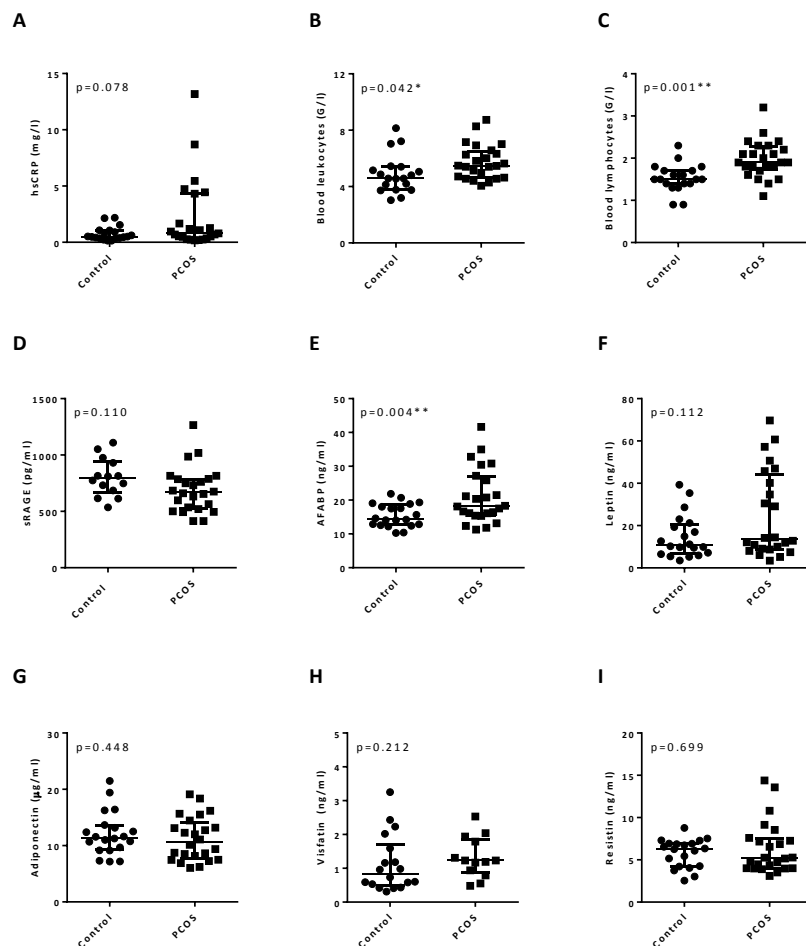 A
B
C
hsCRP (mg/l)
15
10
5
0
p=0.078
Control
PCOS
Blood leukocytes (G/l)
12
8
4
0
p=0.042*
Control
PCOS
Blood lymphocytes (G/l)
4
3
2
1
0
p=0.001**
Control
PCOS
D
E
F
sRAGE (pg/ml)
1500
1000
500
0
p=0.110
Control
PCOS
AFABP (ng/ml)
50
40
30
20
10
0
p=0.004**
Control
PCOS
Leptin (ng/ml)
80
60
40
20
0
p=0.112
Control
PCOS
G
H
I
Adiponectin (µg/ml)
30
20
10
0
p=0.448
Control
PCOS
Visfatin (ng/ml)
5
4
3
2
1
0
p=0.212
Control
PCOS
Resistin (ng/ml)
20
15
10
5
0
p=0.699
Control
PCOS